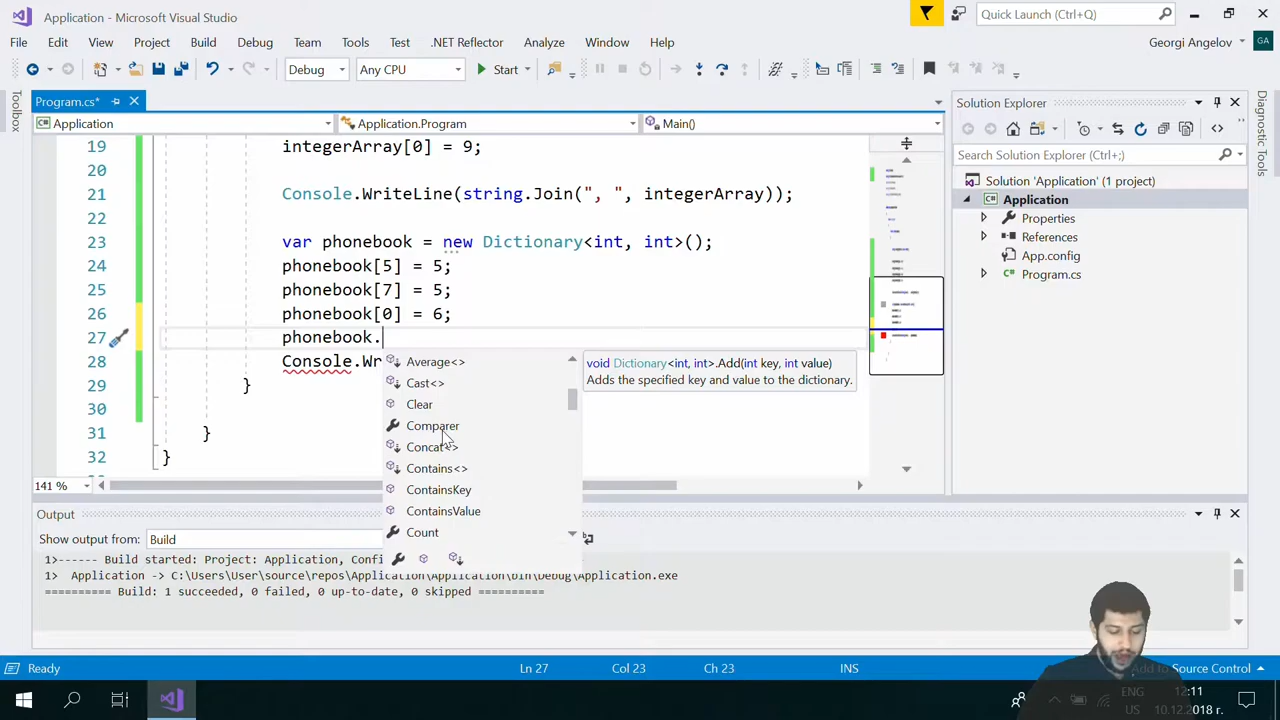 Application - Microsoft Visual Studio
Quick Launch (Ctrl+Q)
File Edit View Project Build Debug Team Tools Test .NET Reflector Analyze Window Help
Georgi Angelov
GA
Debug
Any CPU
Start
Toolbox
Program.cs*
Application
Application.Program
Main()
19 integerArray[0] = 9;
20
21 Console.WriteLine(string.Join(", ", integerArray));
22
23 var phonebook = new Dictionary<int, int>();
24 phonebook[5] = 5;
25 phonebook[7] = 5;
26 phonebook[0] = 6;
27 phonebook.
28 Console.Wr
29 }
30
31 }
32 }
Average<>
Cast<>
Clear
Comparer
Concat<>
Contains<>
ContainsKey
ContainsValue
Count
void Dictionary<int, int>.Add(int key, int value)
Adds the specified key and value to the dictionary.
141 %
Solution Explorer
Search Solution Explorer (Ctrl+;)
Solution 'Application' (1 project)
Application
Properties
References
App.config
Program.cs
Diagnostic Tools
Output
Show output from: Build
1>------ Build started: Project: Application, Confi
1> Application -> C:\Users\User\source\repos\Application\Application\bin\Debug\Application.exe
========== Build: 1 succeeded, 0 failed, 0 up-to-date, 0 skipped ==========
Ready
Ln 27
Col 23
Ch 23
INS
Add to Source Control
ENG
US
12:11
10.12.2018 г.